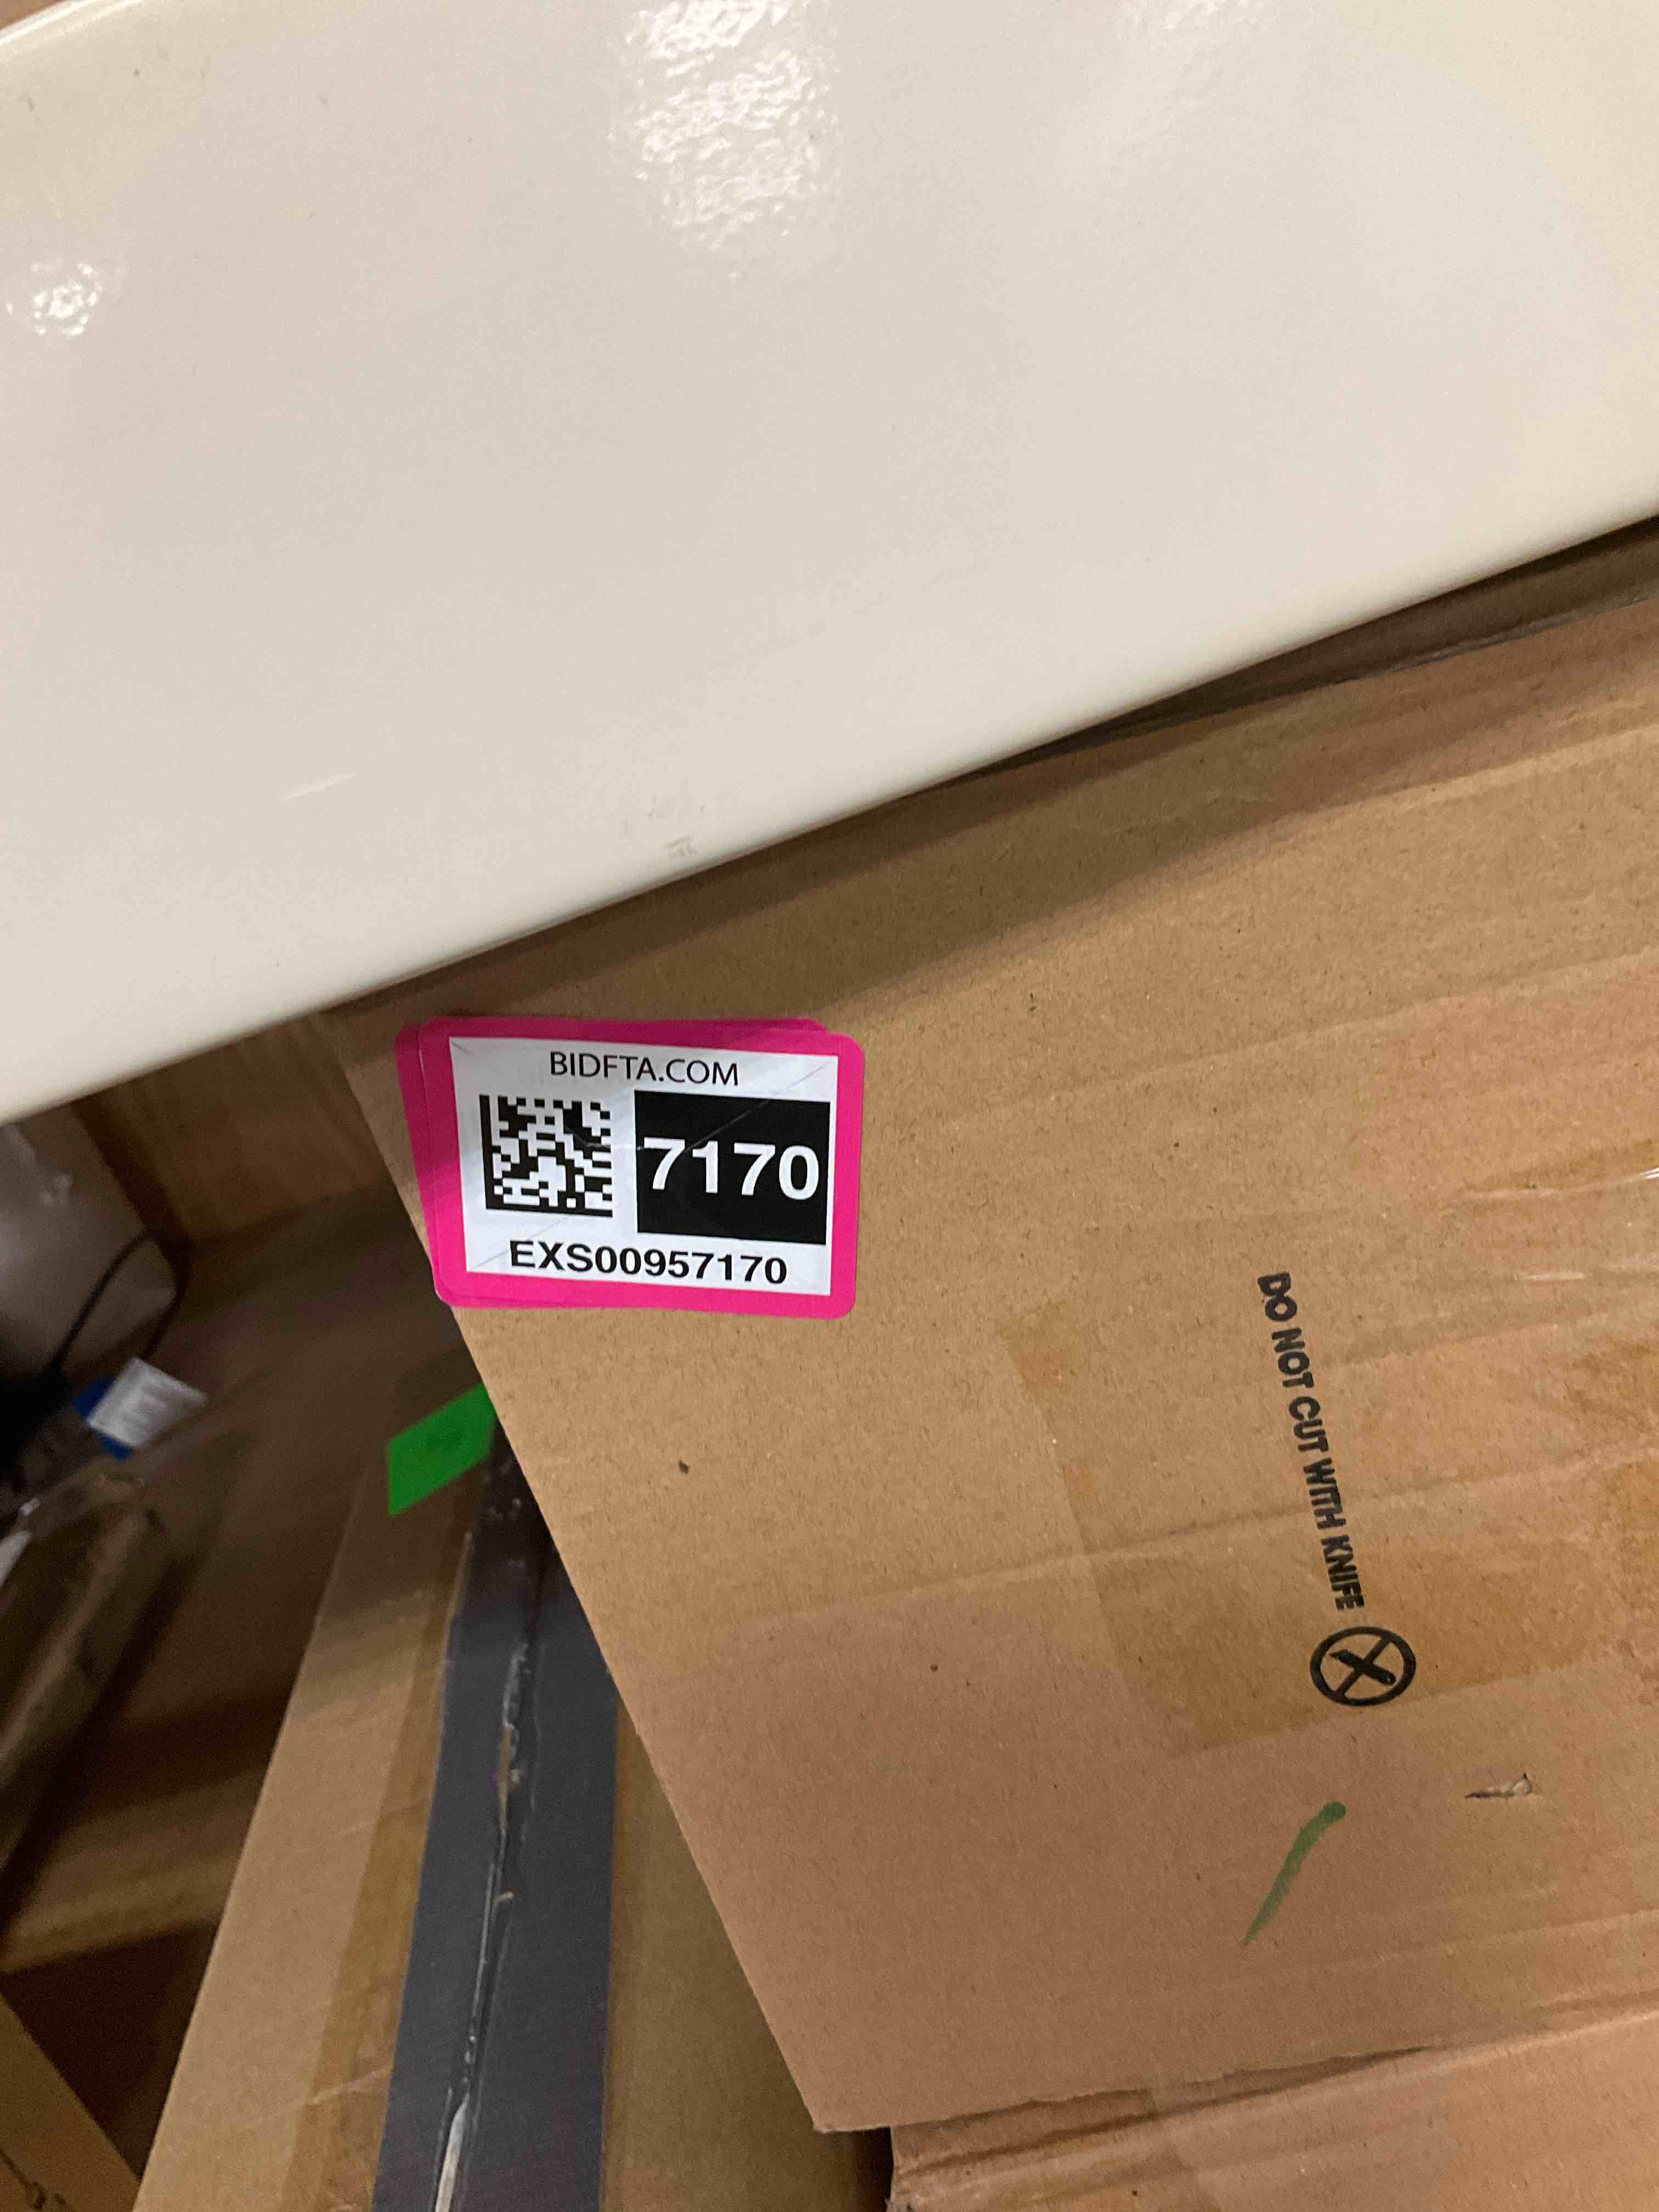 BIDFTA.COM
7170
EXS00957170
DO NOT CUT WITH KNIFE